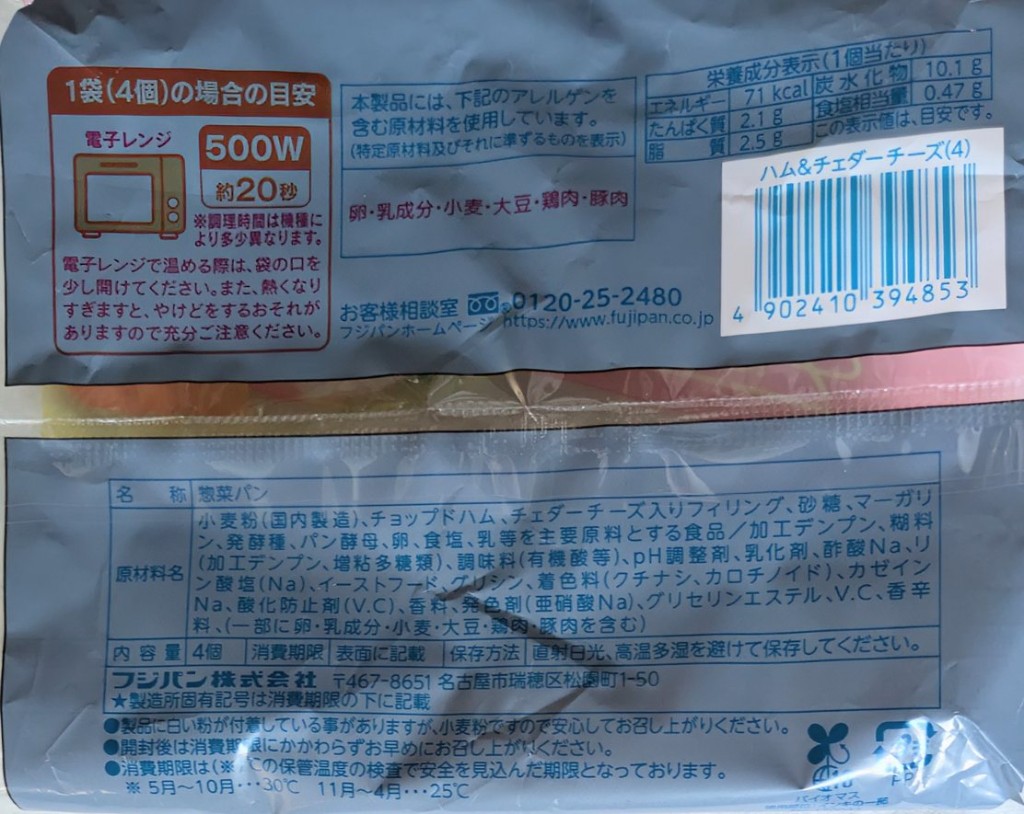 1袋(4個)の場合の目安
電子レンジ
500W
約20秒
※調理時間は機種に
より多少異なります。
電子レンジで温める際は、袋の口を
少し開けてください。また、熱くなり
すぎますと、やけどをするおそれが
ありますので充分ご注意ください。
本製品には、下記のアレルゲンを
含む原材料を使用しています。
(特定原材料及びそれに準ずるものを表示)
卵・乳成分・小麦・大豆・鶏肉・豚肉
お客様相談室 0120-25-2480
フジパンホームページ https://www.fujipan.co.jp
栄養成分表示(1個当たり)
エネルギー 71 kcal 炭水化物 10.1 g
たんぱく質 2.1 g 食塩相当量 0.47 g
脂質 2.5 g この表示値は、目安です。
ハム&チェダーチーズ(4)
4 902410 394853
名称 惣菜パン
原材料名
小麦粉(国内製造)、チョップドハム、チェダーチーズ入りフィリング、砂糖、マーガリ
ン、発酵種、パン酵母、卵、食塩、乳等を主要原料とする食品/加工デンプン、糊料
(加工デンプン、増粘多糖類)、調味料(有機酸等)、pH調整剤、乳化剤、酢酸Na、リ
ン酸塩(Na)、イーストフード、グリシン、着色料(クチナシ、カロチノイド)、カゼイン
Na、酸化防止剤(V.C)、香料、発色剤(亜硝酸Na)、グリセリンエステル、V.C、香辛
料、(一部に卵・乳成分・小麦・大豆・鶏肉・豚肉を含む)
内容量 4個 消費期限 表面に記載 保存方法 直射日光、高温多湿を避けて保存してください。
フジパン株式会社 〒467-8651 名古屋市瑞穂区松園町1-50
★製造所固有記号は消費期限の下に記載
●製品に白い粉が付着している事がありますが、小麦粉ですので安心してお召し上がりください。
●開封後は消費期限にかかわらずお早めにお召し上がりください。
●消費期限は(※)℃の保管温度の検査で安全を見込んだ期限となっております。
※ 5月~10月・・・30℃ 11月~4月・・・25℃
バイオマス